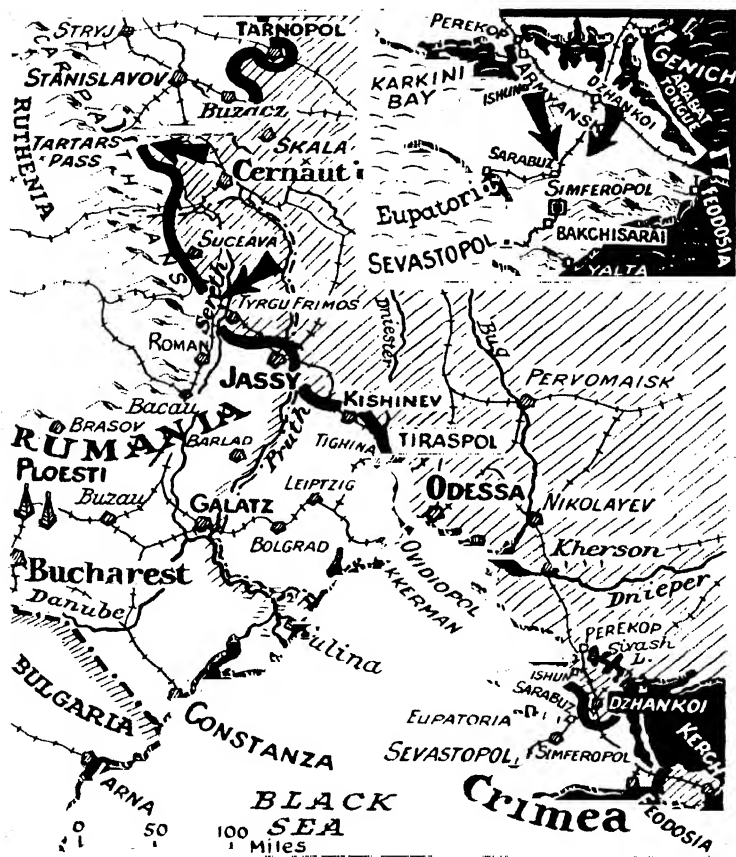 STRYJ
TARNOPOL
STANISLAVOV
Buzacz
CARPATHIANS
RUTHENIA
TARTARS
PASS
SKALA
Cernauti
SUCEAVA
Sereth
TYRGU FRIMOS
ROMAN
JASSY
Dniester
Bug
KISHINEV
PERVOMAISK
Bacau
BRASOV
RUMANIA
BARLAD
Pruth
TIGHINA
TIRASPOL
PLOESTI
Buzau
GALATZ
LEIPTZIG
ODESSA
NIKOLAYEV
BOLGRAD
Kherson
Bucharest
OVIDIOPOL
KKERMAN
Dnieper
Danube
Sulina
PEREKOP
Sivash
L.
ISHUN
SARABUZ
DZHANKOI
BULGARIA
CONSTANZA
EUPATORIA
SEVASTOPOL
SIMFEROPOL
KERCH
FEODOSIA
VARNA
BLACK
SEA
Crimea
0 50 100
Miles
PEREKOP
GENICH
KARKINI
BAY
ARMYANSK
ISHUN
DZHANKOI
ARABAT
TONGUE
SARABUZ
Eupatoria
SIMFEROPOL
FEODOSIA
BAKCHISARAI
SEVASTOPOL
YALTA